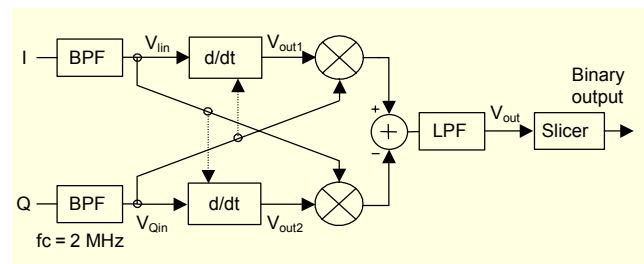 I
BPF
V_Iin
d/dt
V_out1
Binary
output
+
+
LPF
V_out
Slicer
−
Q
BPF
V_Qin
d/dt
V_out2
fc = 2 MHz